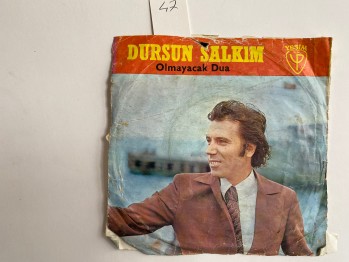 47
DURSUN SALKIM
Olmayacak Dua